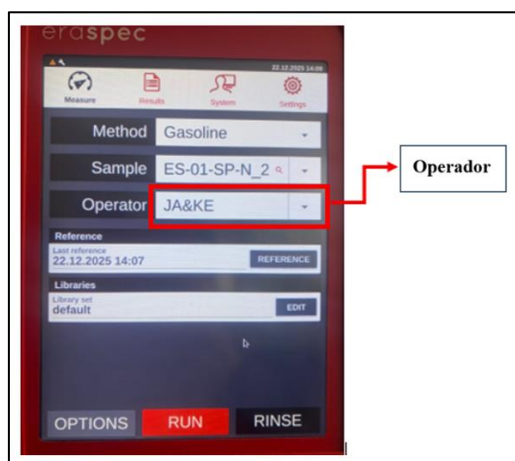 eraspec
22.12.2025 14:09
Measure Results System Settings
Method Gasoline
Sample ES-01-SP-N_2
Operator JA&KE
Operador
Reference
Last reference
22.12.2025 14:07
REFERENCE
Libraries
Library set
default
EDIT
OPTIONS RUN RINSE